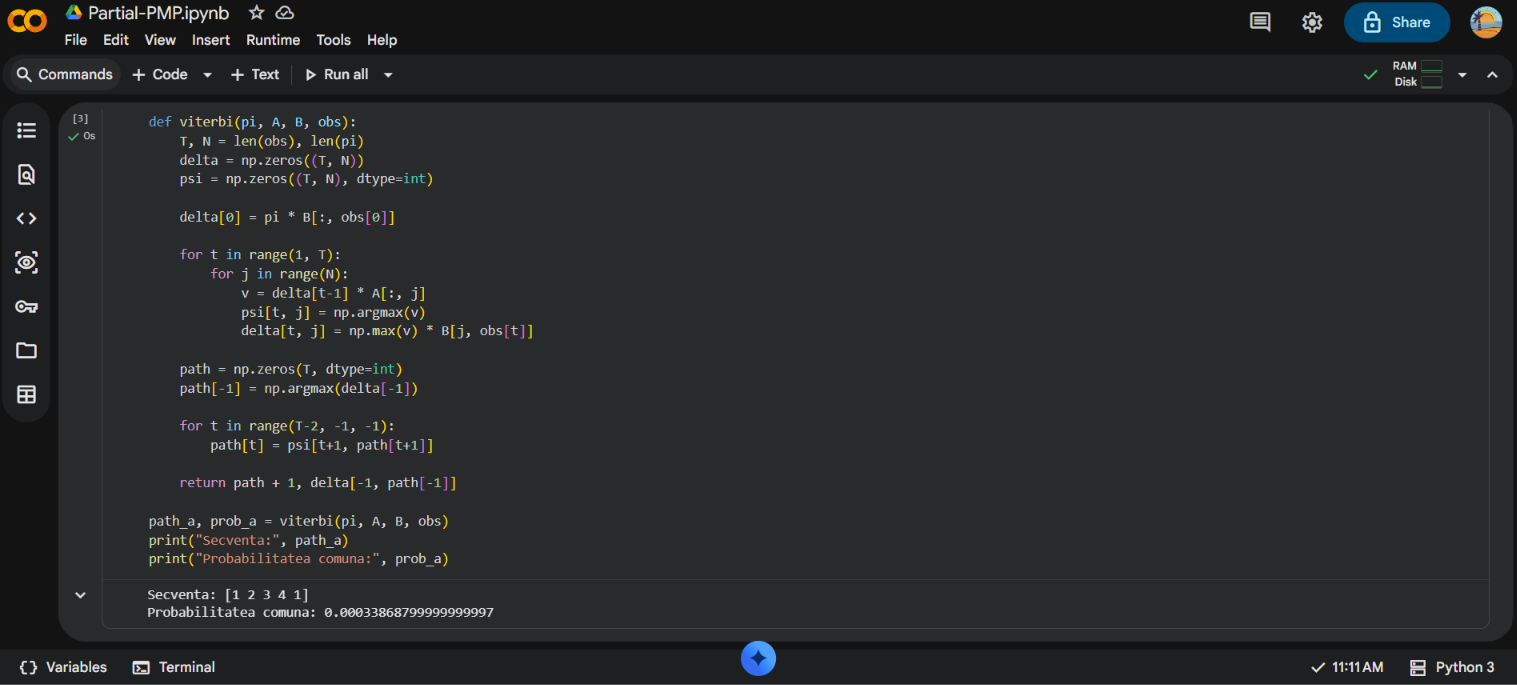 Partial-PMP.ipynb
File Edit View Insert Runtime Tools Help
Share
Commands + Code + Text Run all
RAM
Disk
[3]
0s
def viterbi(pi, A, B, obs):
    T, N = len(obs), len(pi)
    delta = np.zeros((T, N))
    psi = np.zeros((T, N), dtype=int)
    delta[0] = pi * B[:, obs[0]]
    for t in range(1, T):
        for j in range(N):
            v = delta[t-1] * A[:, j]
            psi[t, j] = np.argmax(v)
            delta[t, j] = np.max(v) * B[j, obs[t]]
    path = np.zeros(T, dtype=int)
    path[-1] = np.argmax(delta[-1])
    for t in range(T-2, -1, -1):
        path[t] = psi[t+1, path[t+1]]
    return path + 1, delta[-1, path[-1]]
path_a, prob_a = viterbi(pi, A, B, obs)
print("Secventa:", path_a)
print("Probabilitatea comuna:", prob_a)
Secventa: [1 2 3 4 1]
Probabilitatea comuna: 0.00033868799999999997
{} Variables Terminal
11:11 AM Python 3